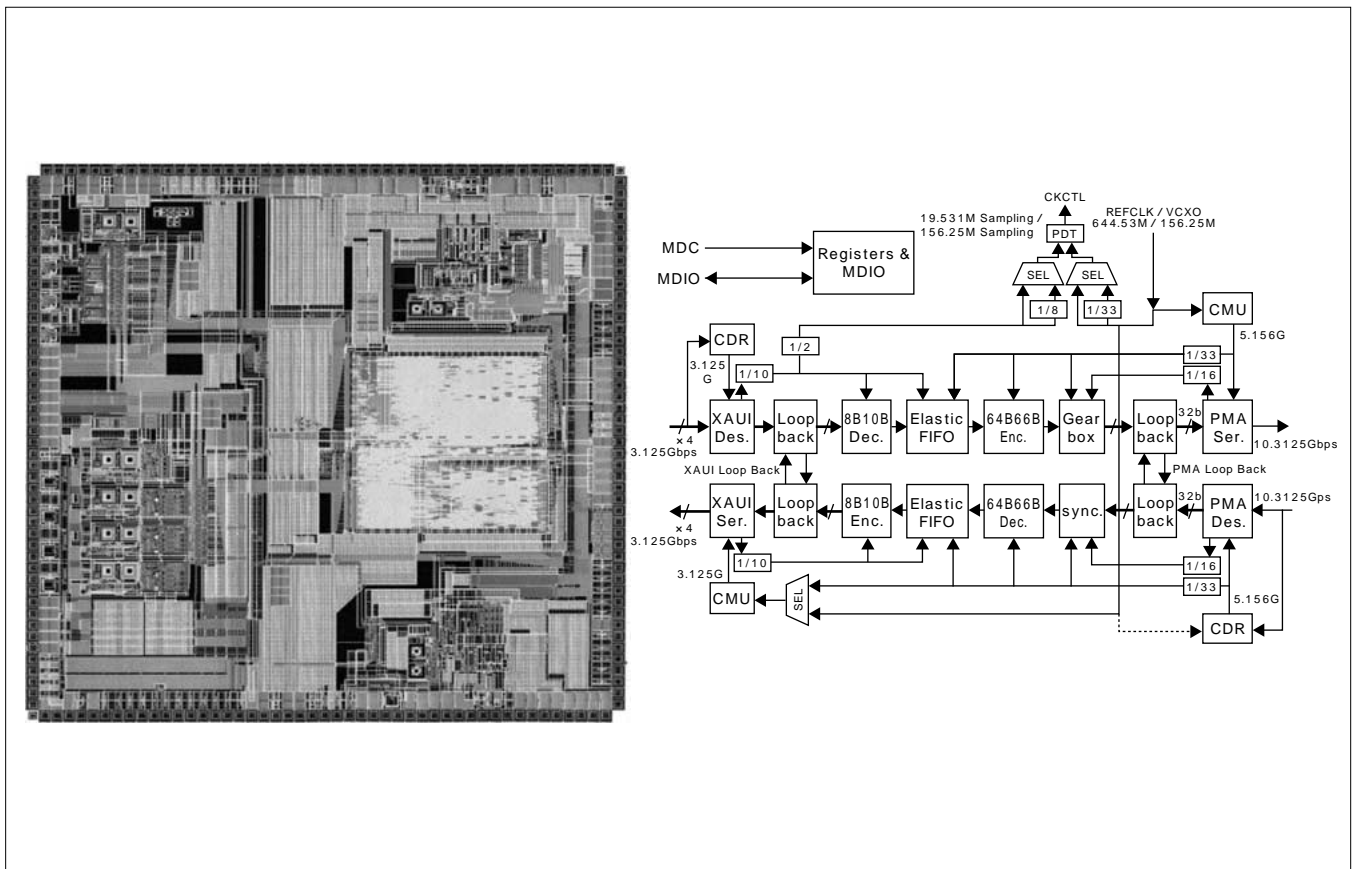 CKCTL
19.531M Sampling /
156.25M Sampling
PDT
REFCLK / VCXO
644.53M / 156.25M
MDC
MDIO
Registers &
MDIO
SEL
SEL
1/8
1/33
CMU
5.156G
CDR
3.125
G
1/2
1/10
1/33
1/16
×4
3.125Gbps
XAUI
Des.
Loop
back
8B10B
Dec.
Elastic
FIFO
64B66B
Enc.
Gear
box
Loop
back
32b
PMA
Ser.
10.3125Gbps
XAUI Loop Back
PMA Loop Back
×4
3.125Gbps
XAUI
Ser.
Loop
back
8B10B
Enc.
Elastic
FIFO
64B66B
Dec.
sync.
Loop
back
32b
PMA
Des.
10.3125Gps
1/10
1/16
3.125G
CMU
SEL
1/33
5.156G
CDR